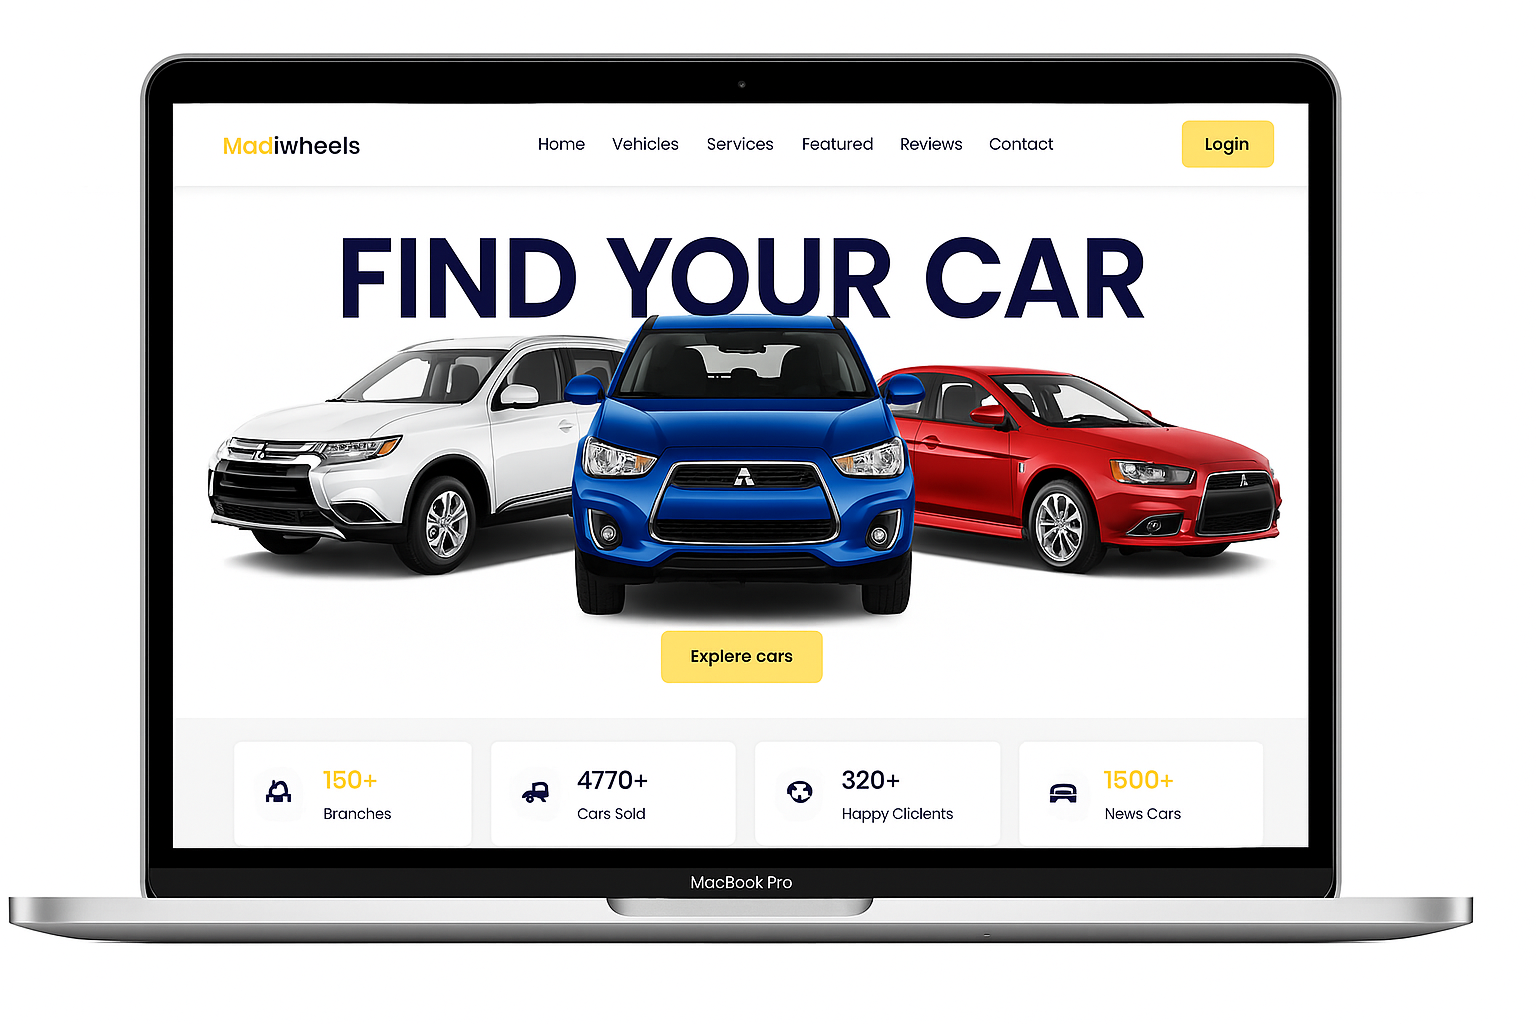 Madiwheels
Home Vehicles Services Featured Reviews Contact
Login
FIND YOUR CAR
Explere cars
150+
Branches
4770+
Cars Sold
320+
Happy Cliclents
1500+
News Cars
MacBook Pro